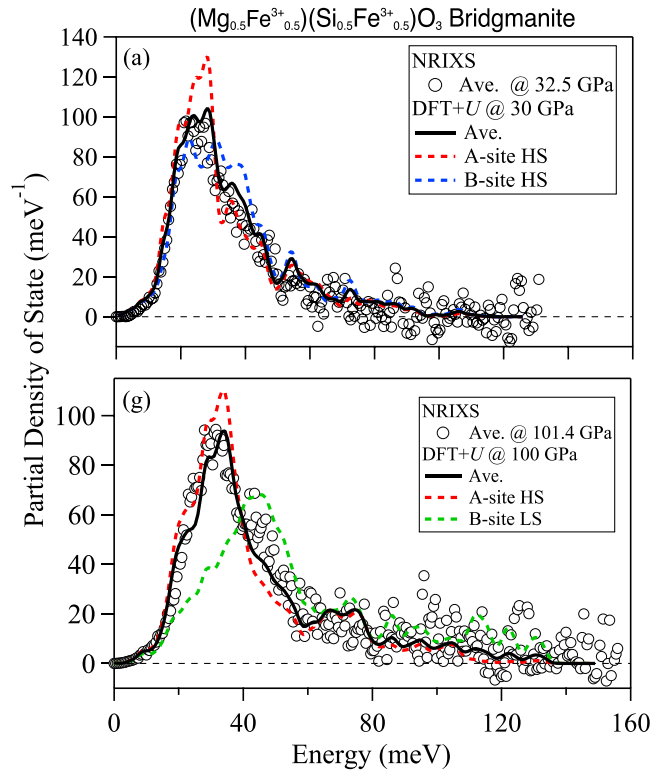 (Mg0.5Fe3+0.5)(Si0.5Fe3+0.5)O3 Bridgmanite
140
120
100
80
60
40
20
0
(a)
NRIXS
Ave. @ 32.5 GPa
DFT+U @ 30 GPa
Ave.
A-site HS
B-site HS
Partial Density of State (meV-1)
100
80
60
40
20
0
(g)
NRIXS
Ave. @ 101.4 GPa
DFT+U @ 100 GPa
Ave.
A-site HS
B-site LS
0
40
80
120
160
Energy (meV)